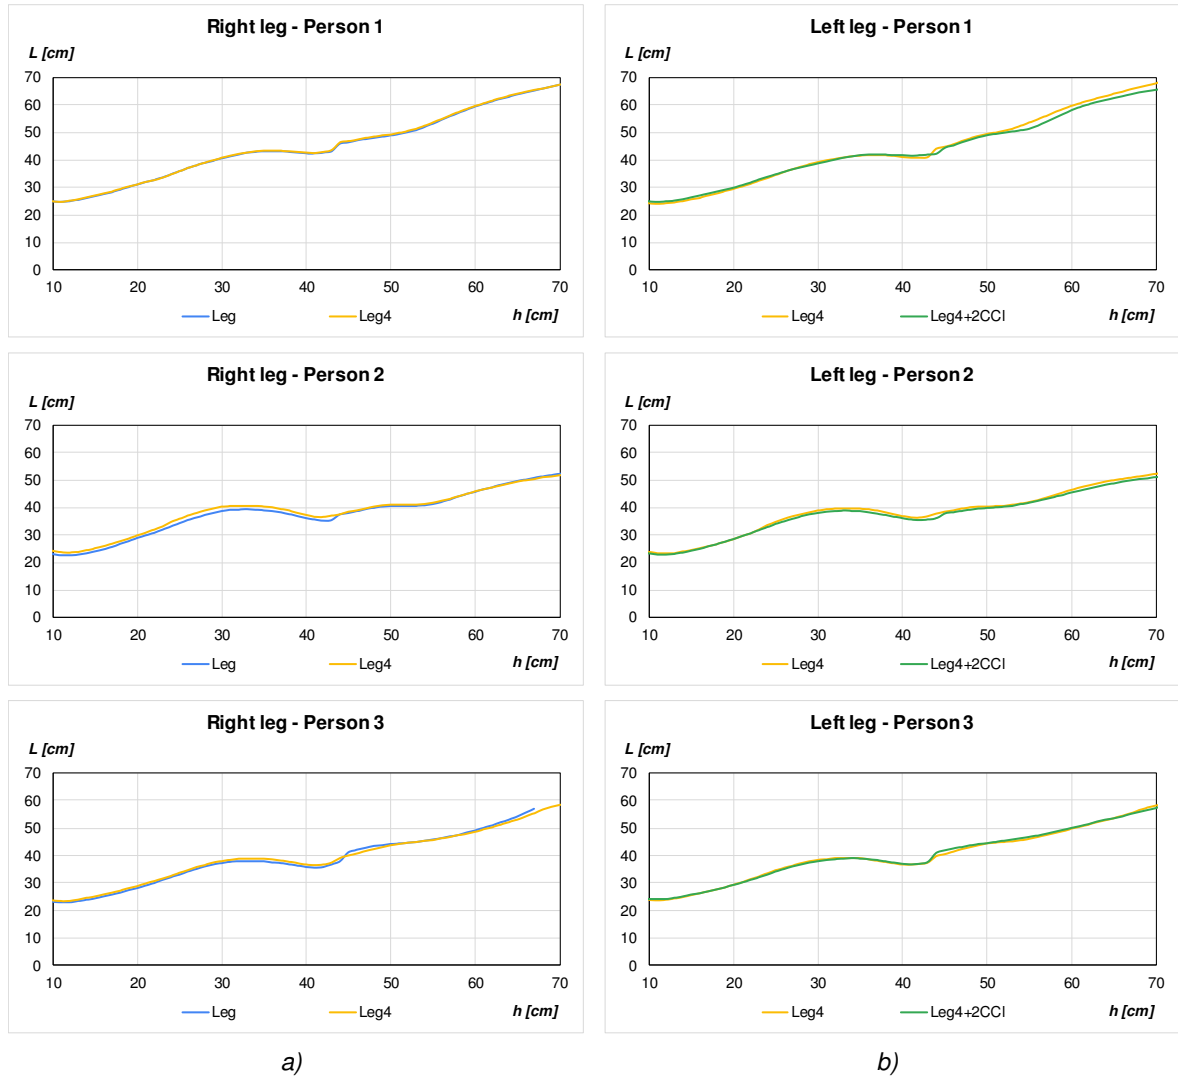 Right leg - Person 1
L [cm]
70
60
50
40
30
20
10
0
10 20 30 40 50 60 70
Leg Leg4 h [cm]
Left leg - Person 1
L [cm]
70
60
50
40
30
20
10
0
10 20 30 40 50 60 70
Leg4 Leg4+2CCI h [cm]
Right leg - Person 2
L [cm]
70
60
50
40
30
20
10
0
10 20 30 40 50 60 70
Leg Leg4 h [cm]
Left leg - Person 2
L [cm]
70
60
50
40
30
20
10
0
10 20 30 40 50 60 70
Leg4 Leg4+2CCI h [cm]
Right leg - Person 3
L [cm]
70
60
50
40
30
20
10
0
10 20 30 40 50 60 70
Leg Leg4 h [cm]
Left leg - Person 3
L [cm]
70
60
50
40
30
20
10
0
10 20 30 40 50 60 70
Leg4 Leg4+2CCI h [cm]
a) b)